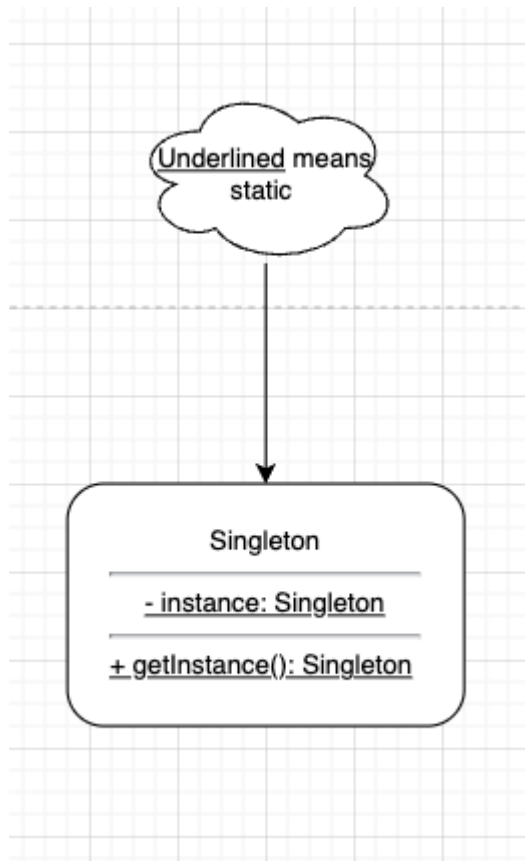 Underlined means
static
Singleton
- instance: Singleton
+ getInstance(): Singleton